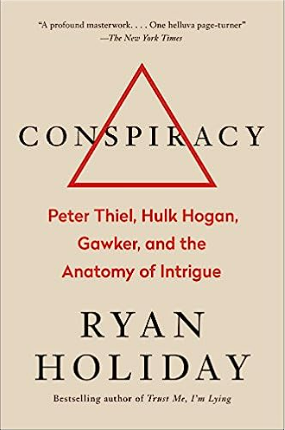 "A profound masterwork. . . . One helluva page-turner"
—The New York Times
CONSPIRACY
Peter Thiel, Hulk Hogan,
Gawker, and the
Anatomy of Intrigue
RYAN
HOLIDAY
Bestselling author of Trust Me, I'm Lying